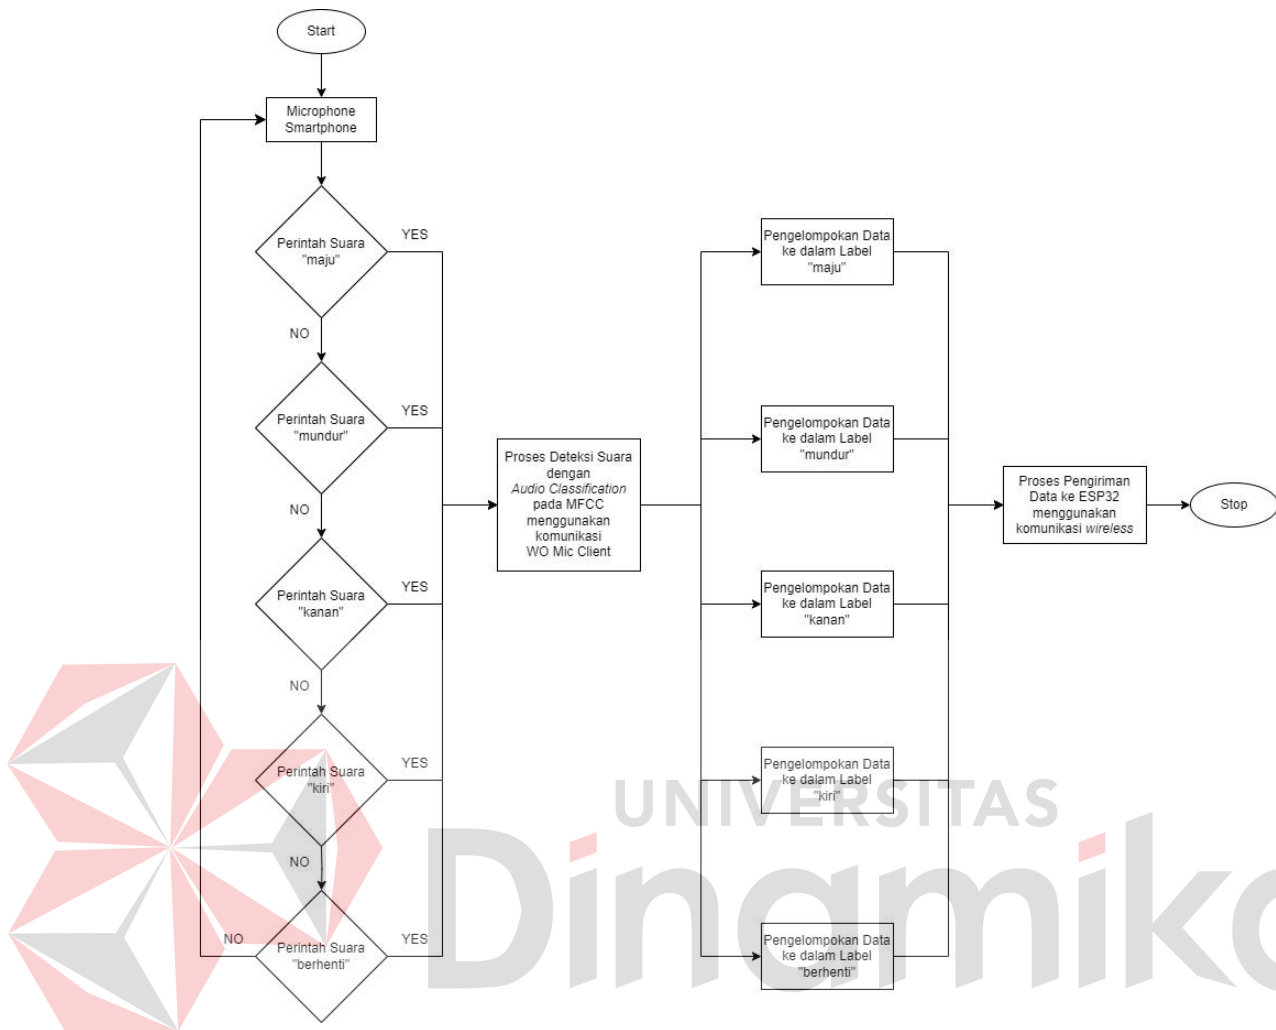 Start
Microphone
Smartphone
Perintah Suara
"maju"
YES
NO
Perintah Suara
"mundur"
YES
NO
Perintah Suara
"kanan"
YES
NO
Perintah Suara
"kiri"
YES
NO
Perintah Suara
"berhenti"
YES
NO
Proses Deteksi Suara
dengan
Audio Classification
pada MFCC
menggunakan
komunikasi
WO Mic Client
Pengelompokan Data
ke dalam Label
"maju"
Pengelompokan Data
ke dalam Label
"mundur"
Pengelompokan Data
ke dalam Label
"kanan"
Pengelompokan Data
ke dalam Label
"kiri"
Pengelompokan Data
ke dalam Label
"berhenti"
Proses Pengiriman
Data ke ESP32
menggunakan
komunikasi wireless
Stop
UNIVERSITAS
Dinamika